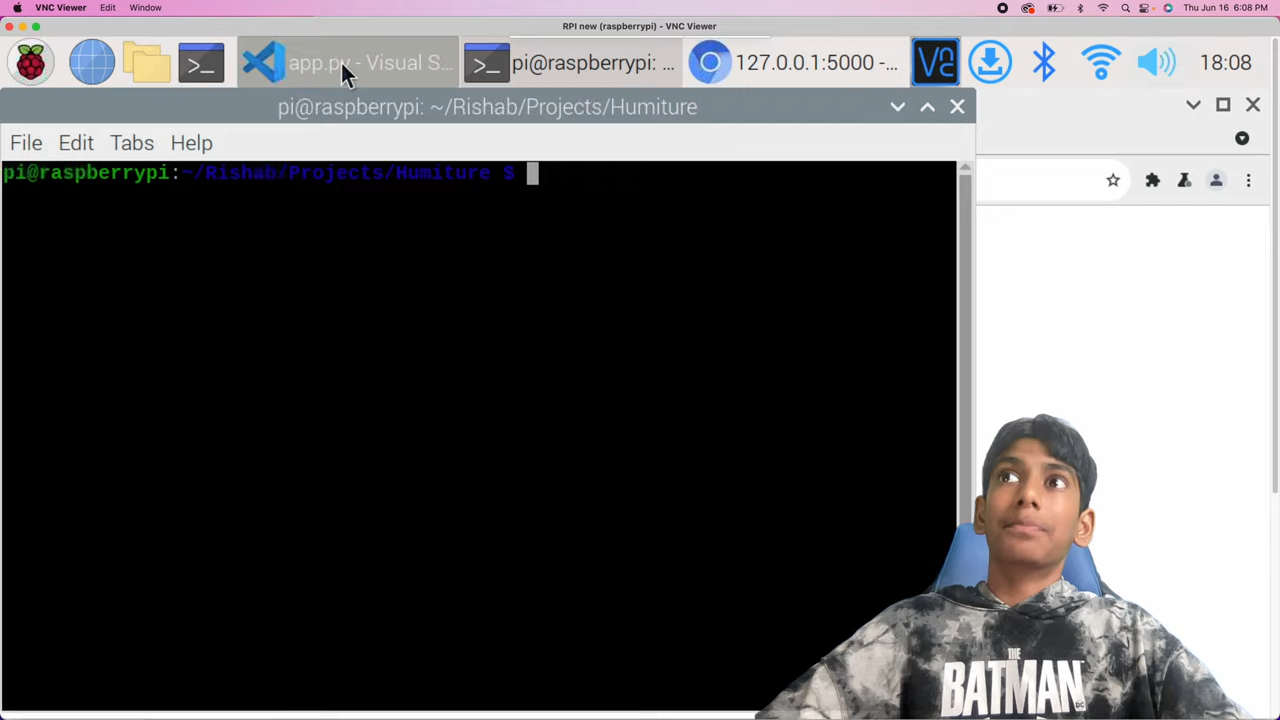 VNC Viewer Edit Window Thu Jun 16 6:08 PM
RPI new (raspberrypi) - VNC Viewer
>_ app.py - Visual S... >_ pi@raspberrypi: ... 127.0.0.1:5000 -... 18:08
pi@raspberrypi: ~/Rishab/Projects/Humiture
File Edit Tabs Help
pi@raspberrypi:~/Rishab/Projects/Humiture $
THE
BATMAN
DC